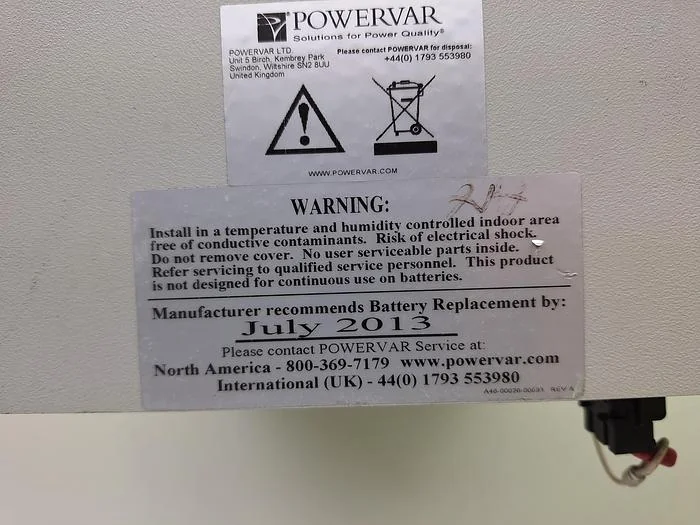 POWERVAR
Solutions for Power Quality®
POWERVAR LTD.
Unit 5 Birch, Kembrey Park
Swindon, Wiltshire SN2 8UU
United Kingdom
Please contact POWERVAR for disposal:
+44(0) 1793 553980
WWW.POWERVAR.COM
WARNING:
Install in a temperature and humidity controlled indoor area
free of conductive contaminants. Risk of electrical shock.
Do not remove cover. No user serviceable parts inside.
Refer servicing to qualified service personnel. This product
is not designed for continuous use on batteries.
Manufacturer recommends Battery Replacement by:
July 2013
Please contact POWERVAR Service at:
North America - 800-369-7179 www.powervar.com
International (UK) - 44(0) 1793 553980
REV A